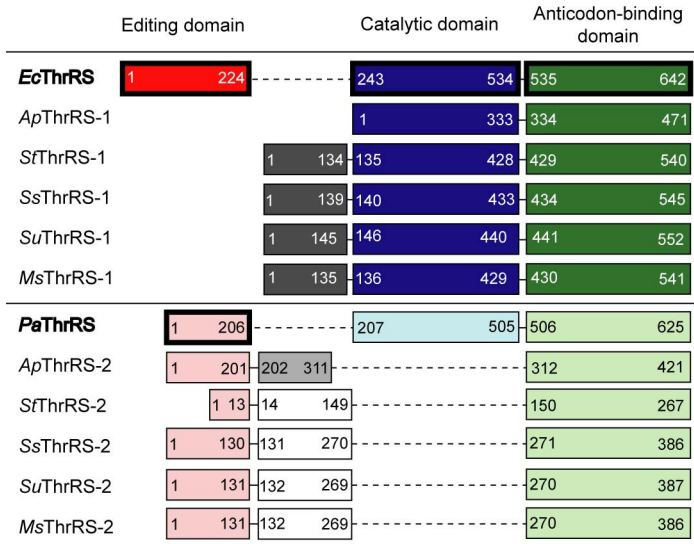 Editing domain Catalytic domain Anticodon-binding domain
EcThrRS 1 224 243 534 535 642
ApThrRS-1 1 333 334 471
StThrRS-1 1 134 135 428 429 540
SsThrRS-1 1 139 140 433 434 545
SuThrRS-1 1 145 146 440 441 552
MsThrRS-1 1 135 136 429 430 541
PaThrRS 1 206 207 505 506 625
ApThrRS-2 1 201 202 311 312 421
StThrRS-2 1 13 14 149 150 267
SsThrRS-2 1 130 131 270 271 386
SuThrRS-2 1 131 132 269 270 387
MsThrRS-2 1 131 132 269 270 386